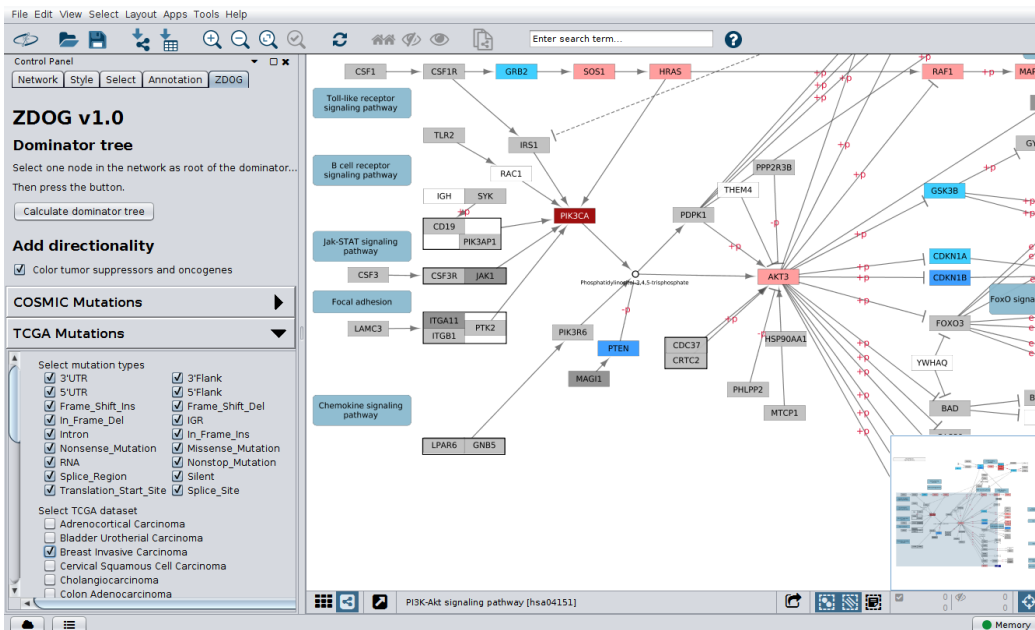 File Edit View Select Layout Apps Tools Help
Enter search term...
?
Control Panel
Network Style Select Annotation ZDOG
ZDOG v1.0
Dominator tree
Select one node in the network as root of the dominator...
Then press the button.
Calculate dominator tree
Add directionality
Color tumor suppressors and oncogenes
COSMIC Mutations
TCGA Mutations
Select mutation types
3'UTR 3'Flank
5'UTR 5'Flank
Frame_Shift_Ins Frame_Shift_Del
In_Frame_Del IGR
Intron In_Frame_Ins
Nonsense_Mutation Missense_Mutation
RNA Nonstop_Mutation
Splice_Region Silent
Translation_Start_Site Splice_Site
Select TCGA dataset
Adrenocortical Carcinoma
Bladder Urotherial Carcinoma
Breast Invasive Carcinoma
Cervical Squamous Cell Carcinoma
Cholangiocarcinoma
Colon Adenocarcinoma
CSF1 CSF1R GRB2 SOS1 HRAS +p RAF1 +p
Toll-like receptor
signaling pathway
TLR2
IRS1
B cell receptor
signaling pathway
RAC1
PPP2R3B
THEM4
GSK3B
IGH SYK
+p
CD19
PIK3AP1
PIK3CA
PDPK1
Jak-STAT signaling
pathway
CDKN1A
CDKN1B
CSF3 CSF3R JAK1
Phosphatidylinositol-3,4,5-trisphosphate
AKT3
Focal adhesion
ITGA11
ITGB1
PTK2
LAMC3
PIK3R6
PTEN
MAGI1
CDC37
CRTC2
HSP90AA1
FOXO3
YWHAQ
PHLPP2
MTCP1
BAD
Chemokine signaling
pathway
LPAR6 GNB5
PI3K-Akt signaling pathway [hsa04151]
0 0
0 0
Memory